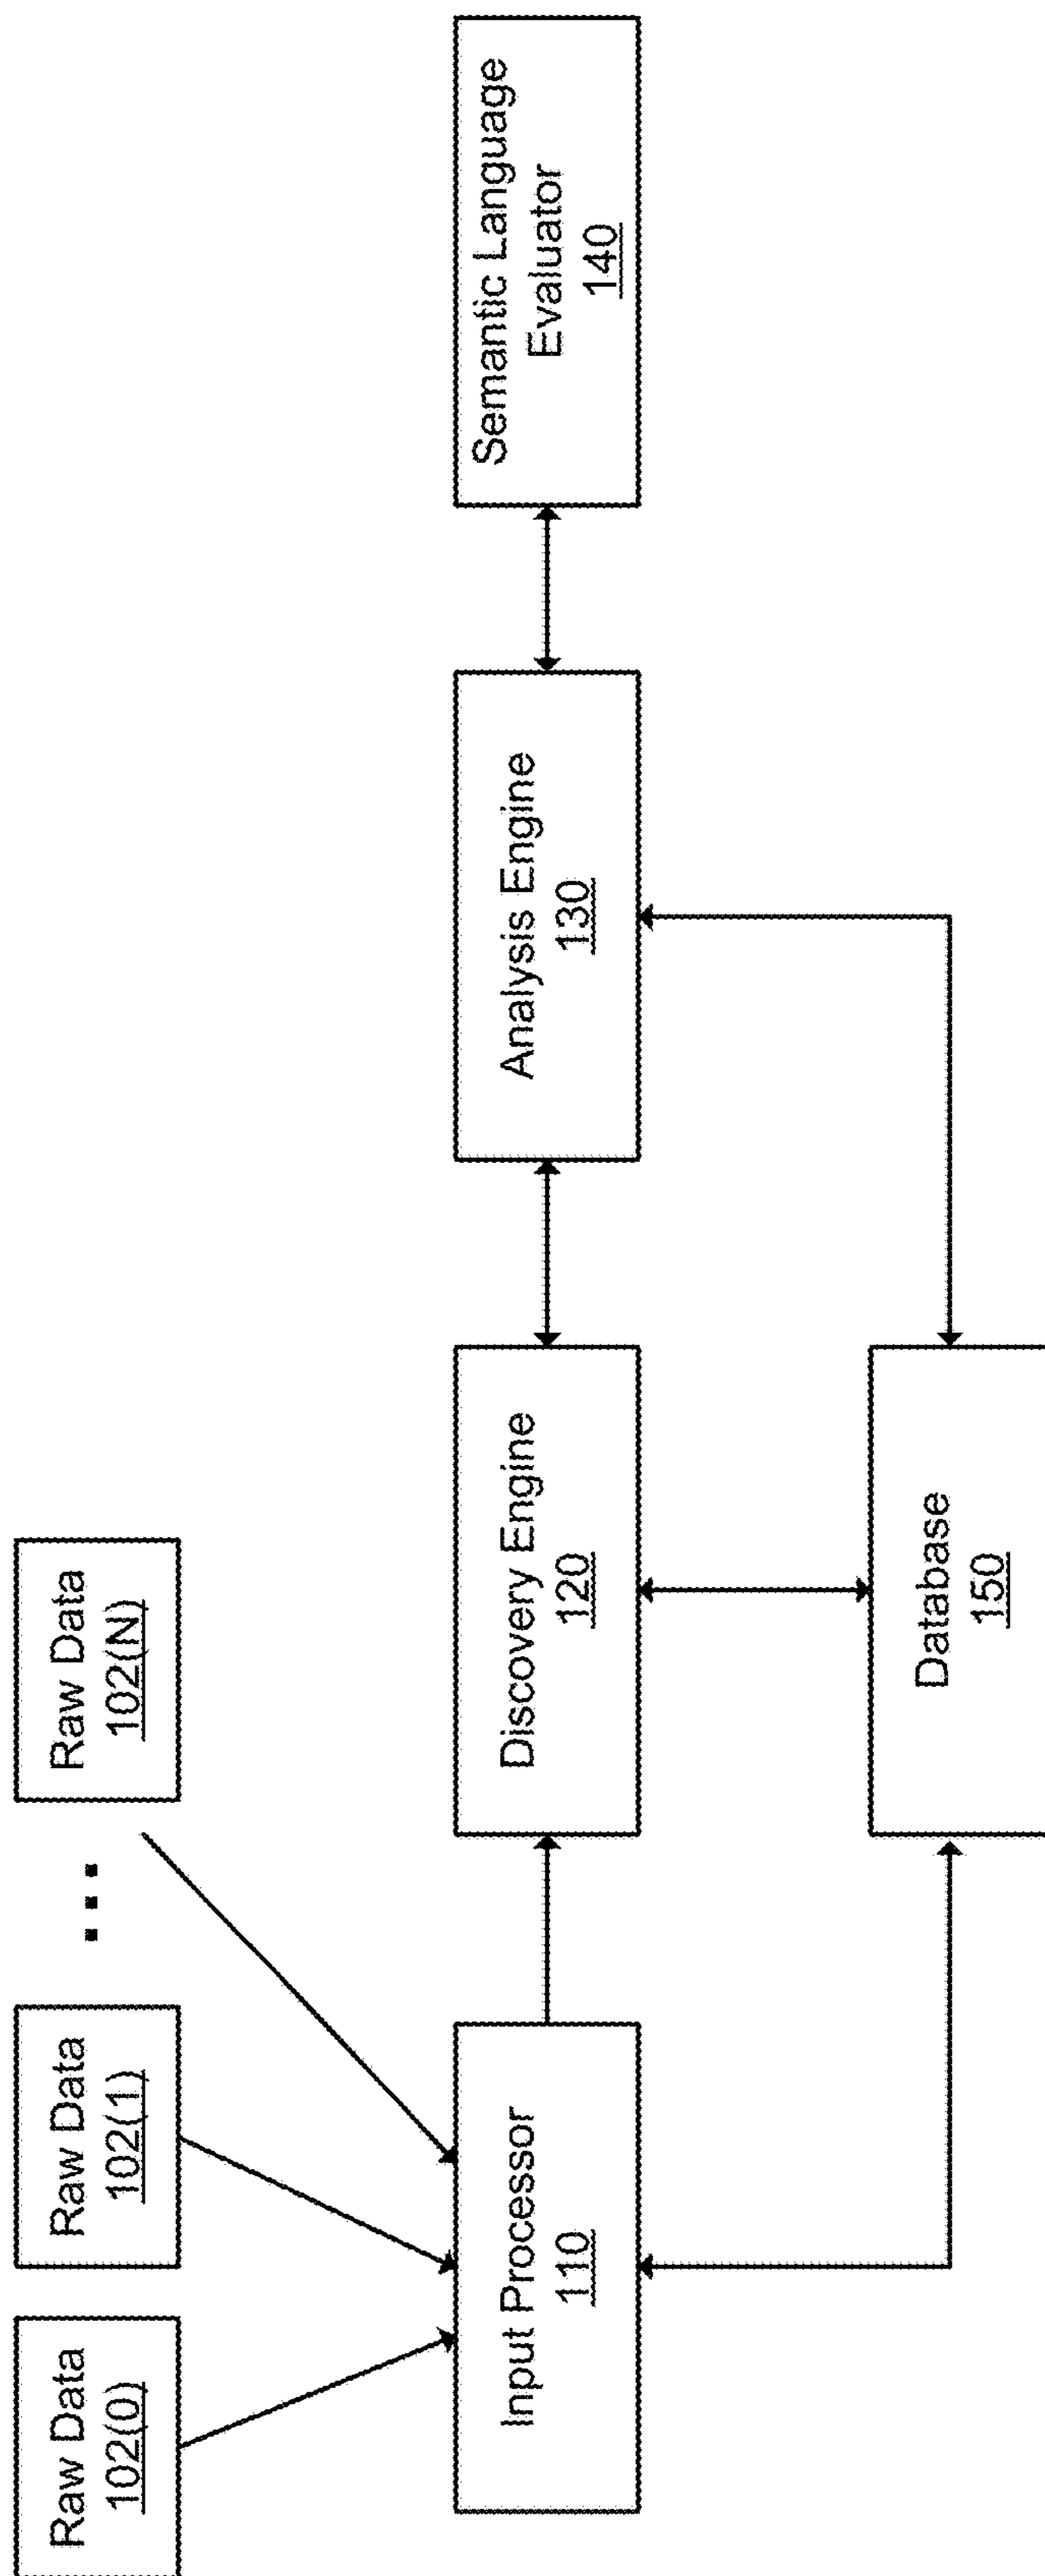 Raw Data
102(0)
Raw Data
102(1)
...
Raw Data
102(N)
Input Processor
110
Discovery Engine
120
Analysis Engine
130
Semantic Language
Evaluator
140
Database
150